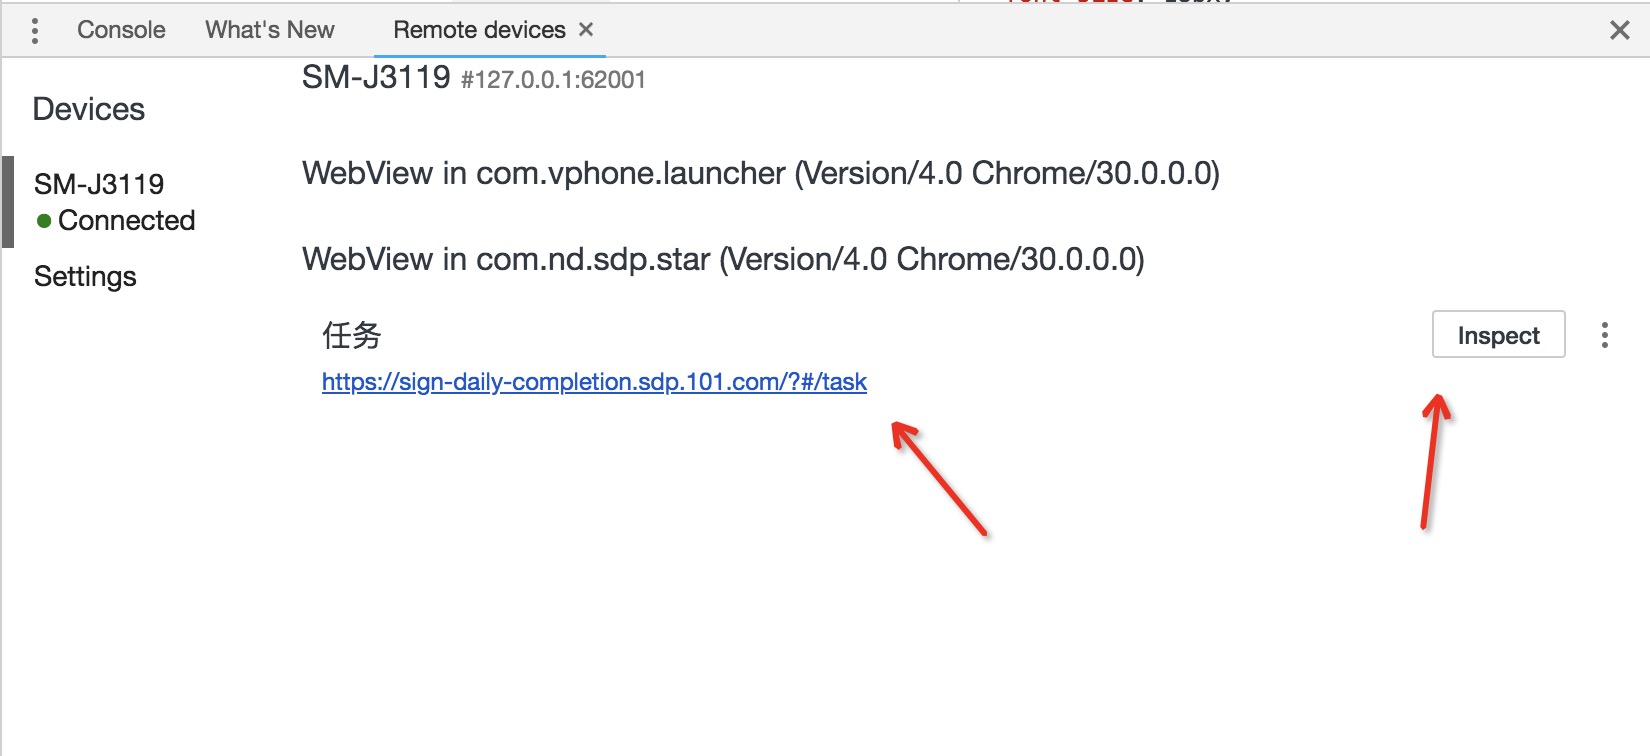 Console What's New Remote devices ×
SM-J3119 #127.0.0.1:62001
Devices
SM-J3119
Connected
Settings
WebView in com.vphone.launcher (Version/4.0 Chrome/30.0.0.0)
WebView in com.nd.sdp.star (Version/4.0 Chrome/30.0.0.0)
任务
Inspect
https://sign-daily-completion.sdp.101.com/?#/task